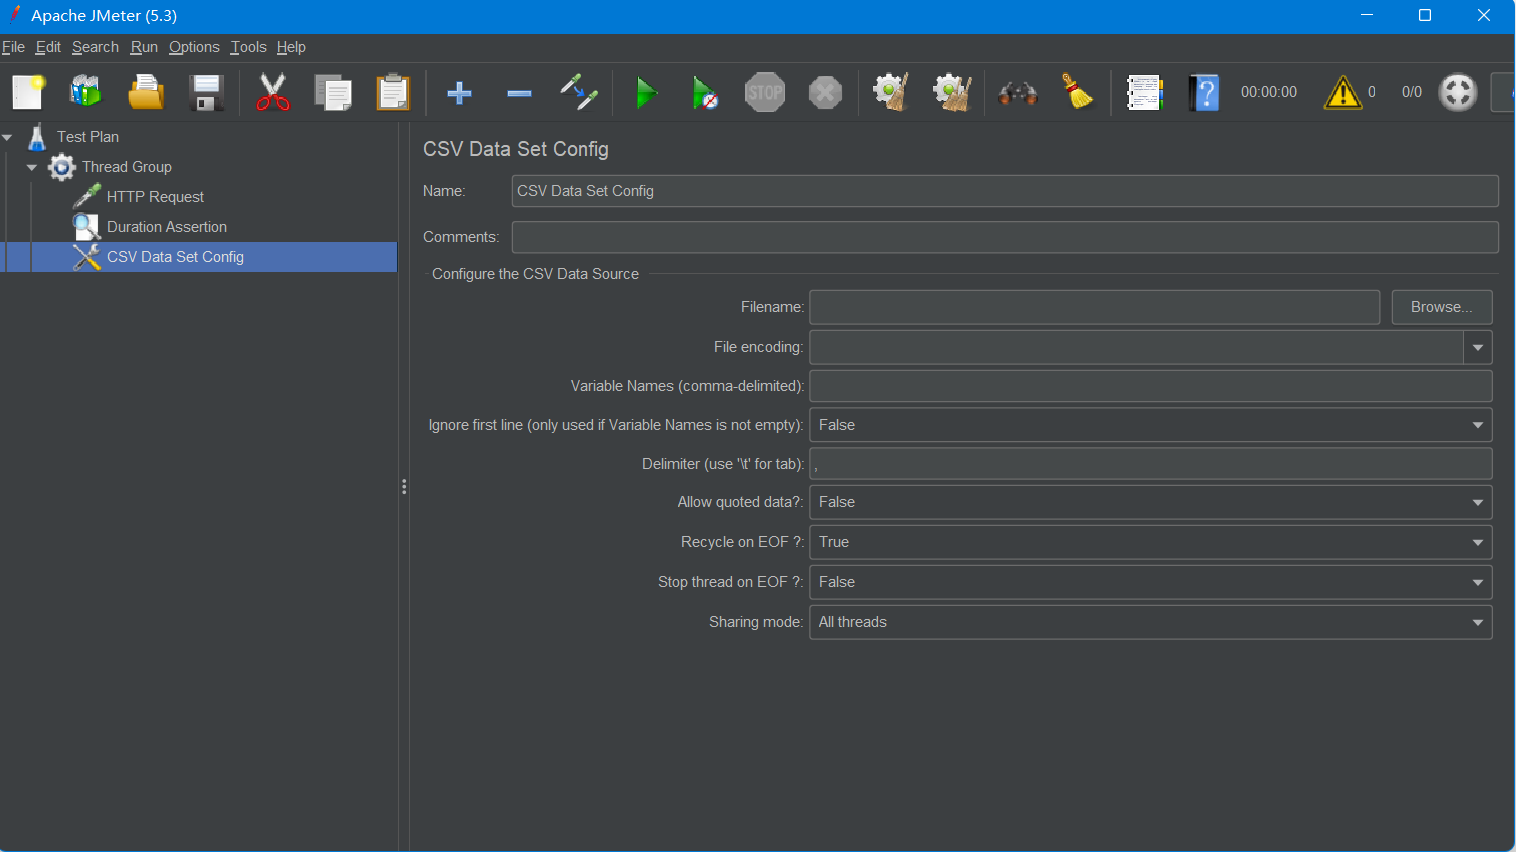 Apache JMeter (5.3)
File Edit Search Run Options Tools Help
STOP
00:00:00
0
0/0
Test Plan
Thread Group
HTTP Request
Duration Assertion
CSV Data Set Config
CSV Data Set Config
Name: CSV Data Set Config
Comments:
Configure the CSV Data Source
Filename: Browse...
File encoding:
Variable Names (comma-delimited):
Ignore first line (only used if Variable Names is not empty): False
Delimiter (use '\t' for tab): ,
Allow quoted data?: False
Recycle on EOF ?: True
Stop thread on EOF ?: False
Sharing mode: All threads